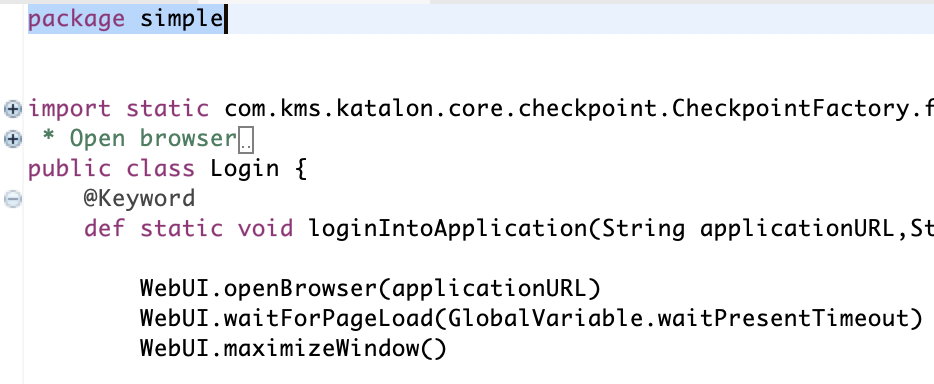 package simple
import static com.kms.katalon.core.checkpoint.CheckpointFactory.f
* Open browser..
public class Login {
@Keyword
def static void loginIntoApplication(String applicationURL,St
WebUI.openBrowser(applicationURL)
WebUI.waitForPageLoad(GlobalVariable.waitPresentTimeout)
WebUI.maximizeWindow()